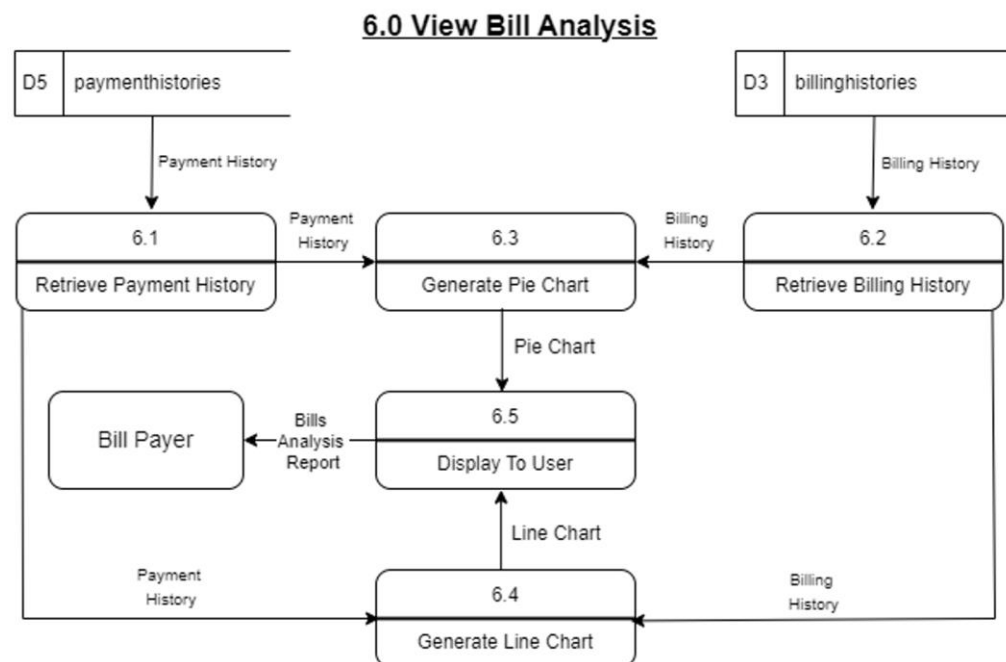 6.0 View Bill Analysis
D5
paymenthistories
D3
billinghistories
Payment History
Billing History
6.1
Retrieve Payment History
Payment
History
6.3
Generate Pie Chart
Billing
History
6.2
Retrieve Billing History
Pie Chart
Bill Payer
Bills
Analysis
Report
6.5
Display To User
Line Chart
Payment
History
6.4
Generate Line Chart
Billing
History